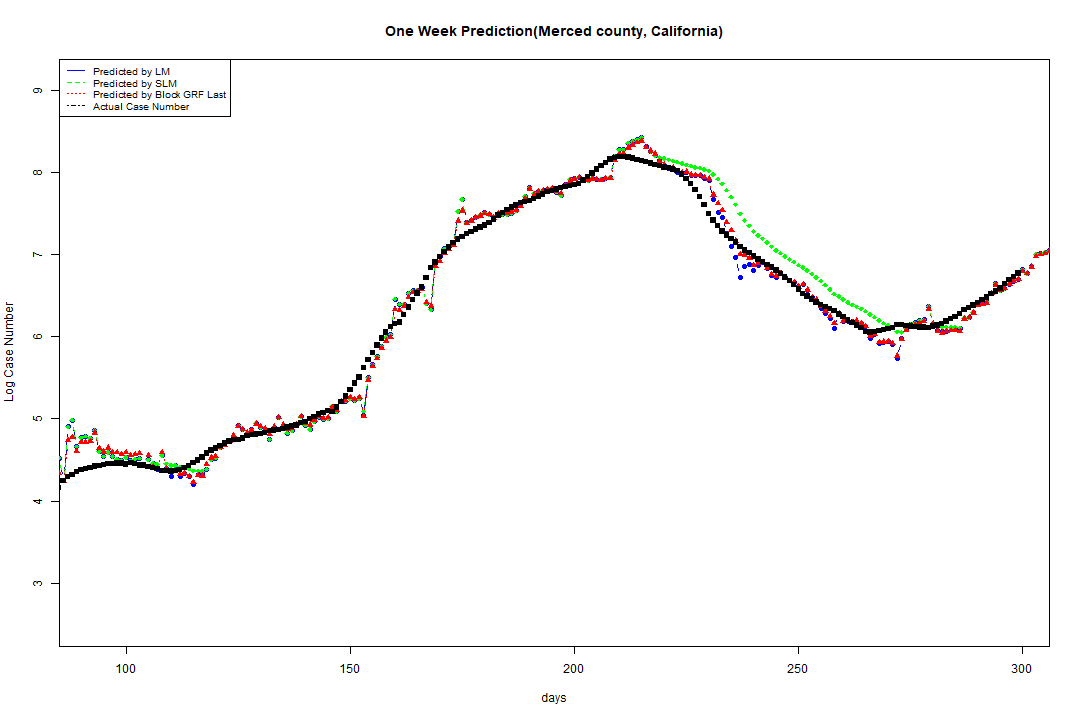 One Week Prediction(Merced county, California)
Predicted by LM
Predicted by SLM
Predicted by Block GRF Last
Actual Case Number
9
8
7
6
5
4
3
Log Case Number
100 150 200 250 300
days